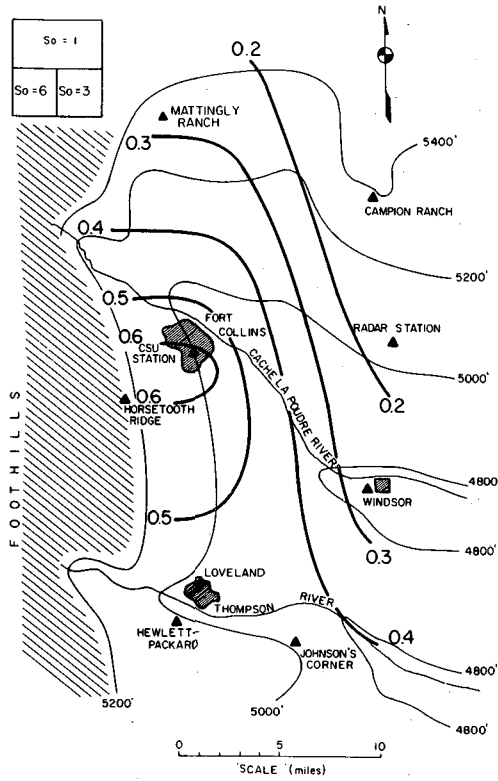 So = 1
So = 6
So = 3
N
0.2
MATTINGLY
RANCH
0.3
5400'
CAMPION RANCH
0.4
5200'
0.5
FORT
COLLINS
0.6
CSU
STATION
RADAR STATION
5000'
CACHE LA POUDRE RIVER
0.6
HORSETOOTH
RIDGE
0.2
FOOTHILLS
4800'
WINDSOR
0.5
0.3
4800'
LOVELAND
THOMPSON
RIVER
HEWLETT-
PACKARD
0.4
JOHNSON'S
CORNER
4800'
5200'
5000'
4800'
0 5 10
SCALE (miles)